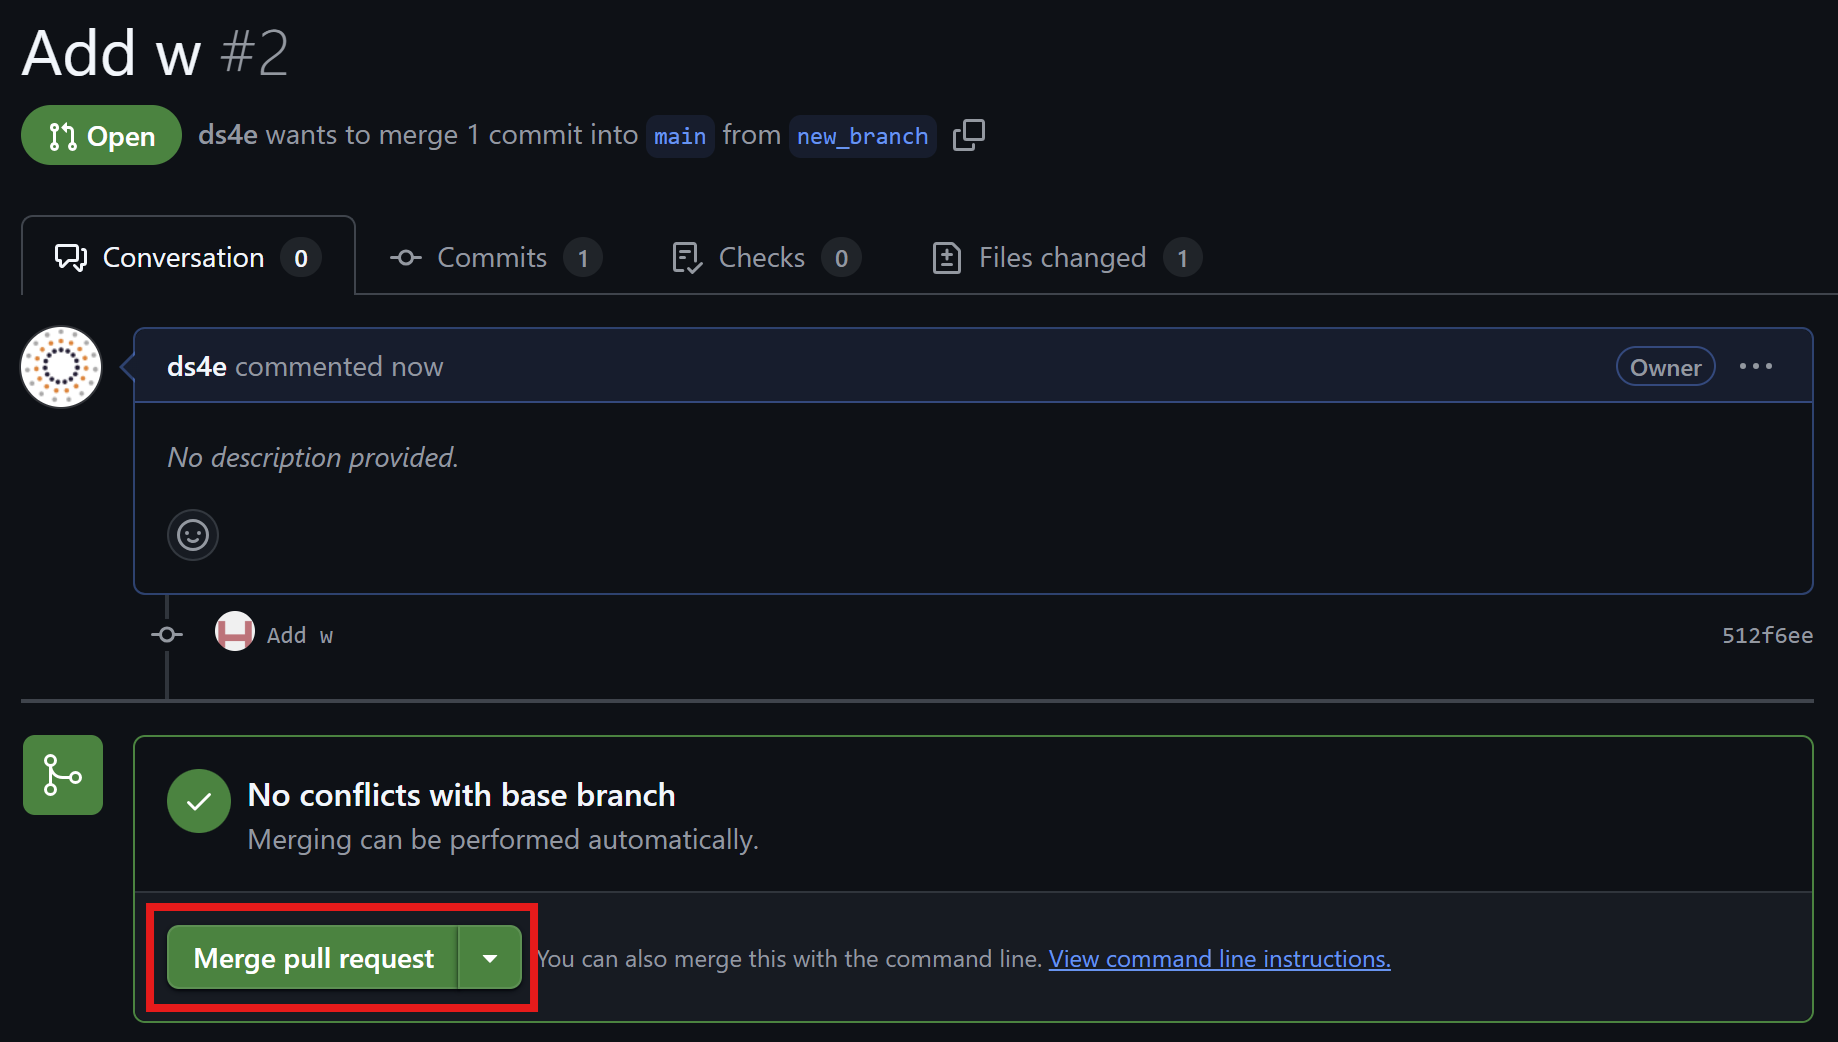 Add w #2
Open ds4e wants to merge 1 commit into main from new_branch
Conversation 0 Commits 1 Checks 0 Files changed 1
ds4e commented now Owner
No description provided.
Add w 512f6ee
No conflicts with base branch
Merging can be performed automatically.
Merge pull request You can also merge this with the command line. View command line instructions.